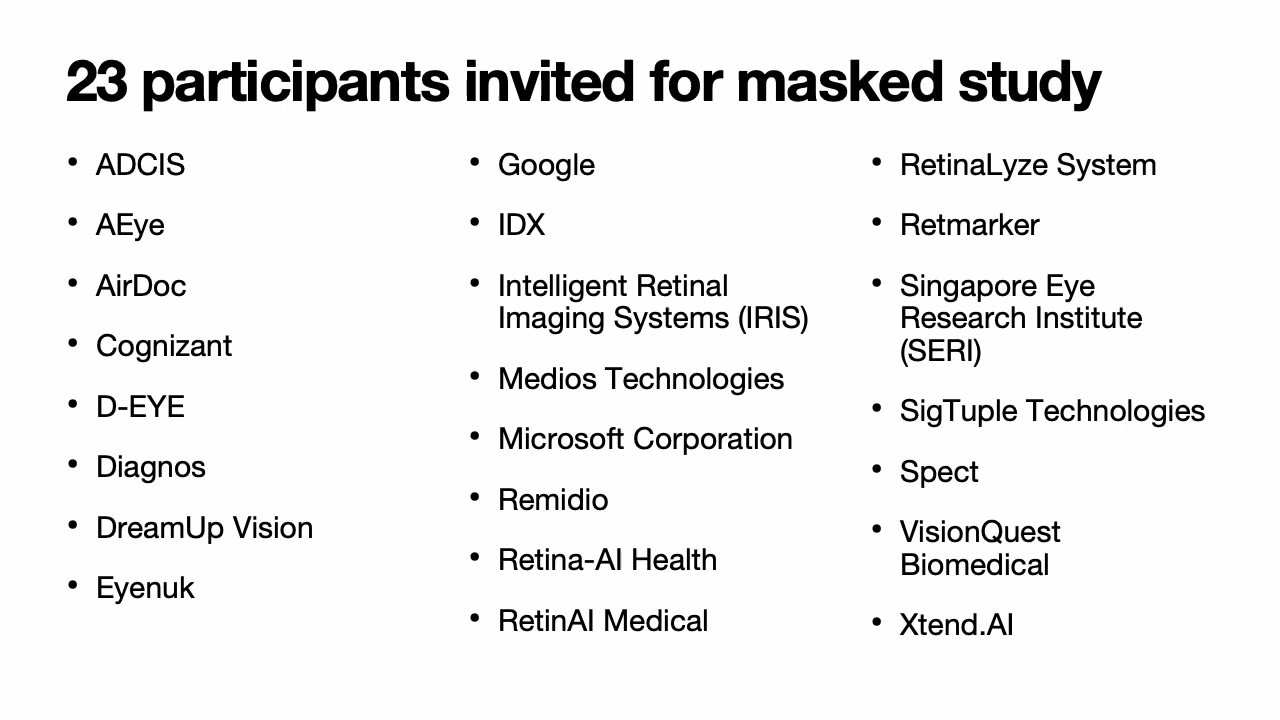 23 participants invited for masked study
• ADCIS
• AEye
• AirDoc
• Cognizant
• D-EYE
• Diagnos
• DreamUp Vision
• Eyenuk
• Google
• IDX
• Intelligent Retinal
Imaging Systems (IRIS)
• Medios Technologies
• Microsoft Corporation
• Remidio
• Retina-AI Health
• RetinAI Medical
• RetinaLyze System
• Retmarker
• Singapore Eye
Research Institute
(SERI)
• SigTuple Technologies
• Spect
• VisionQuest
Biomedical
• Xtend.AI